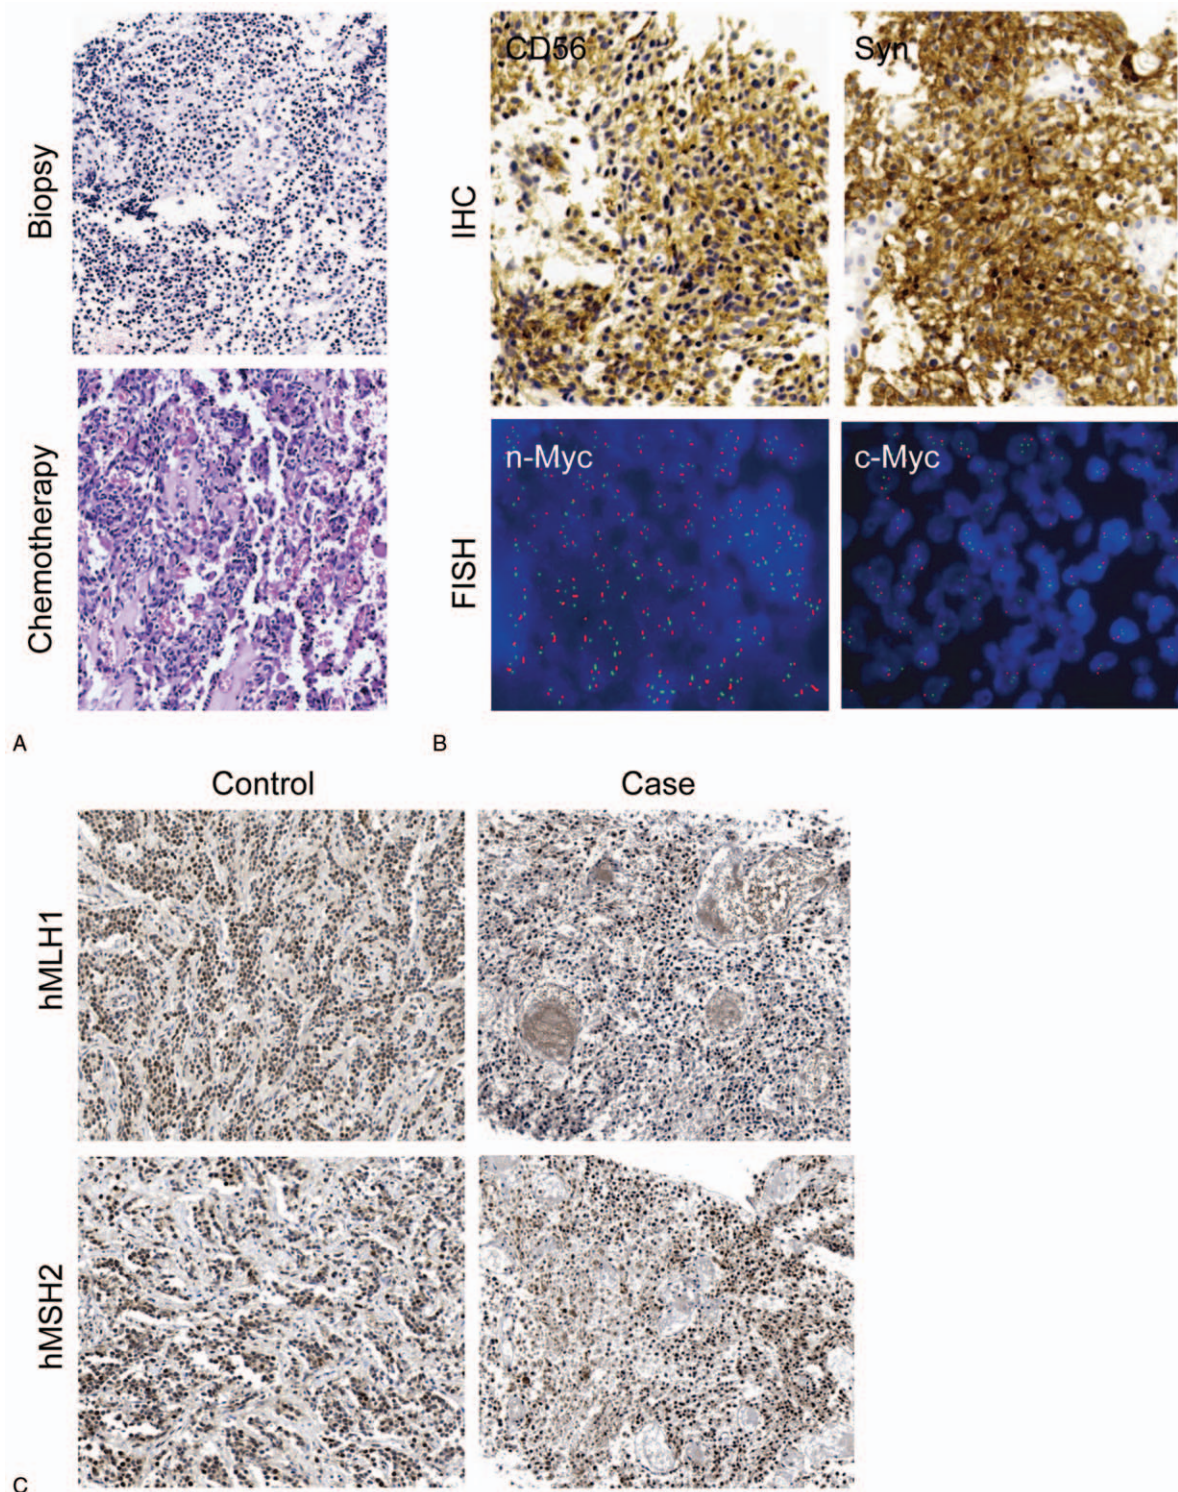 Biopsy
Chemotherapy
A
IHC
CD56
Syn
FISH
n-Myc
c-Myc
B
Control
Case
hMLH1
hMSH2
C